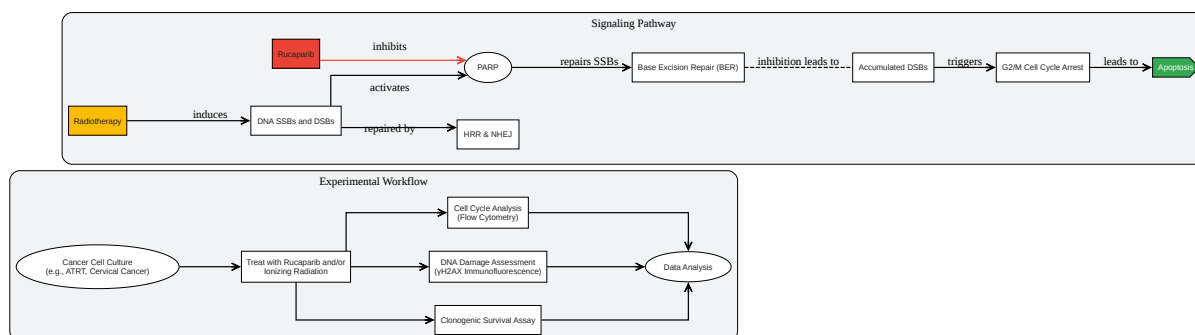 Signaling Pathway
Rucaparib
inhibits
PARP
repairs SSBs
Base Excision Repair (BER)
inhibition leads to
Accumulated DSBs
triggers
G2/M Cell Cycle Arrest
leads to
Apoptosis
activates
Radiotherapy
induces
DNA SSBs and DSBs
repaired by
HRR & NHEJ
Experimental Workflow
Cancer Cell Culture
(e.g., ATRT, Cervical Cancer)
Treat with Rucaparib and/or
Ionizing Radiation
Cell Cycle Analysis
(Flow Cytometry)
DNA Damage Assessment
(γH2AX Immunofluorescence)
Clonogenic Survival Assay
Data Analysis